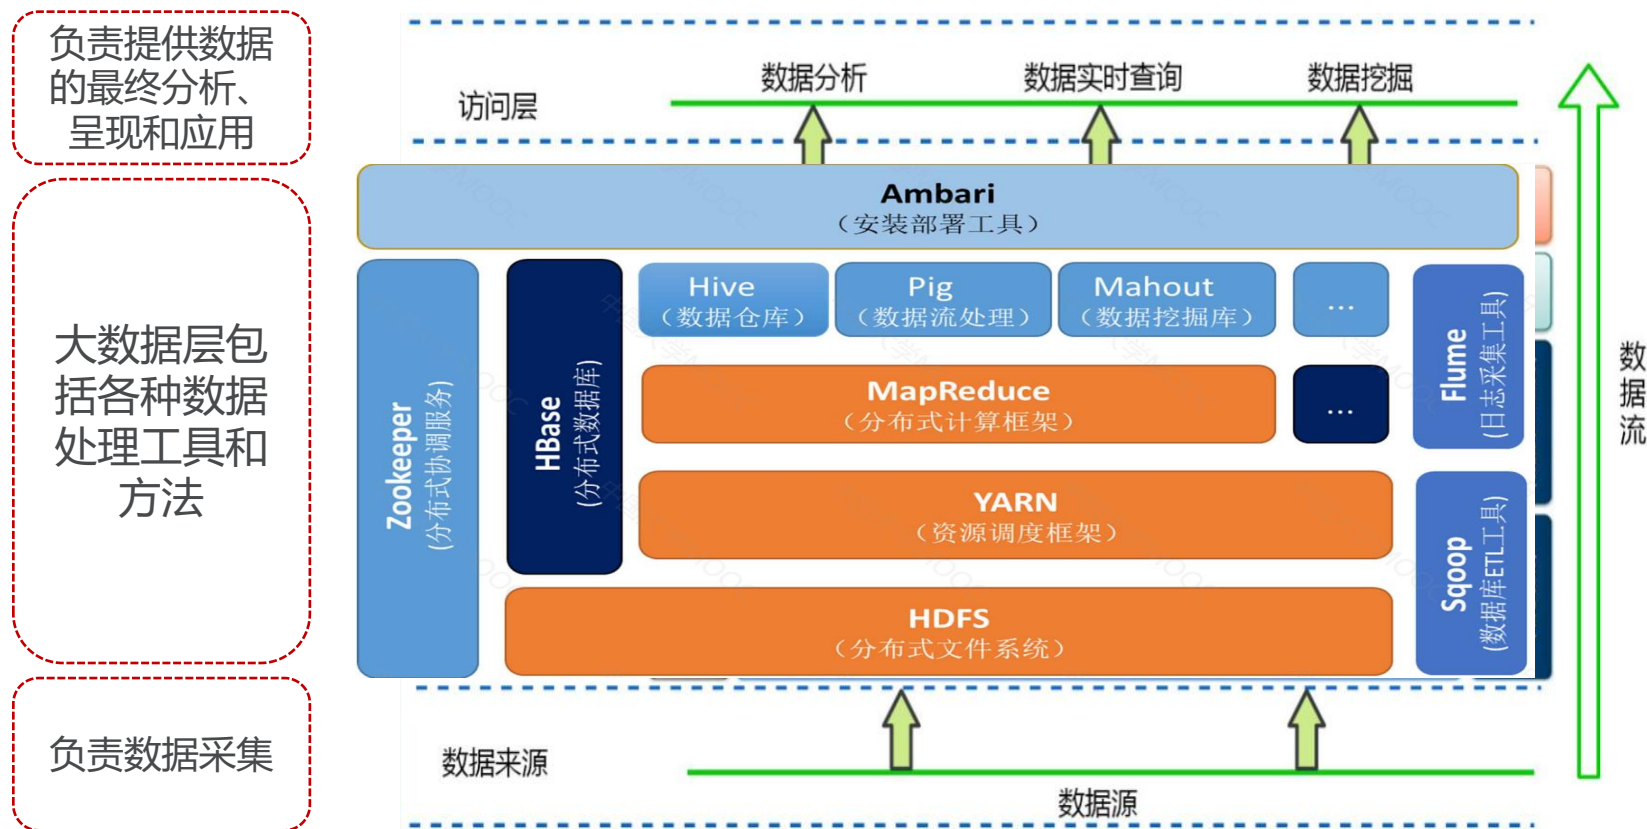 负责提供数据
的最终分析、
呈现和应用
大数据层包
括各种数据
处理工具和
方法
负责数据采集
访问层
数据分析
数据实时查询
数据挖掘
Ambari
（安装部署工具）
Zookeeper
(分布式协调服务)
HBase
(分布式数据库)
Hive
（数据仓库）
Pig
（数据流处理）
Mahout
（数据挖掘库）
...
MapReduce
（分布式计算框架）
...
YARN
（资源调度框架）
HDFS
（分布式文件系统）
Flume
(日志采集工具)
Sqoop
(数据库ETL工具)
数据来源
数据源
数据流